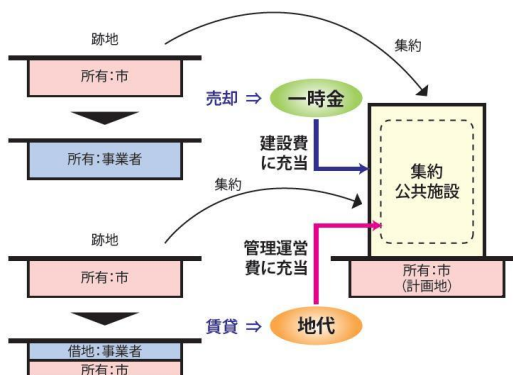 跡地
集約
所有:市
売却 ⇒
一時金
所有:事業者
建設費
に充当
集約
公共施設
集約
跡地
管理運営
費に充当
所有:市
所有:市
(計画地)
賃貸 ⇒
地代
借地:事業者
所有:市